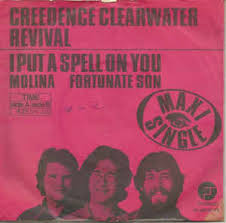 CREEDENCE CLEARWATER
REVIVAL
I PUT A SPELL ON YOU
MOLINA FORTUNATE SON
MAXI
SINGLE